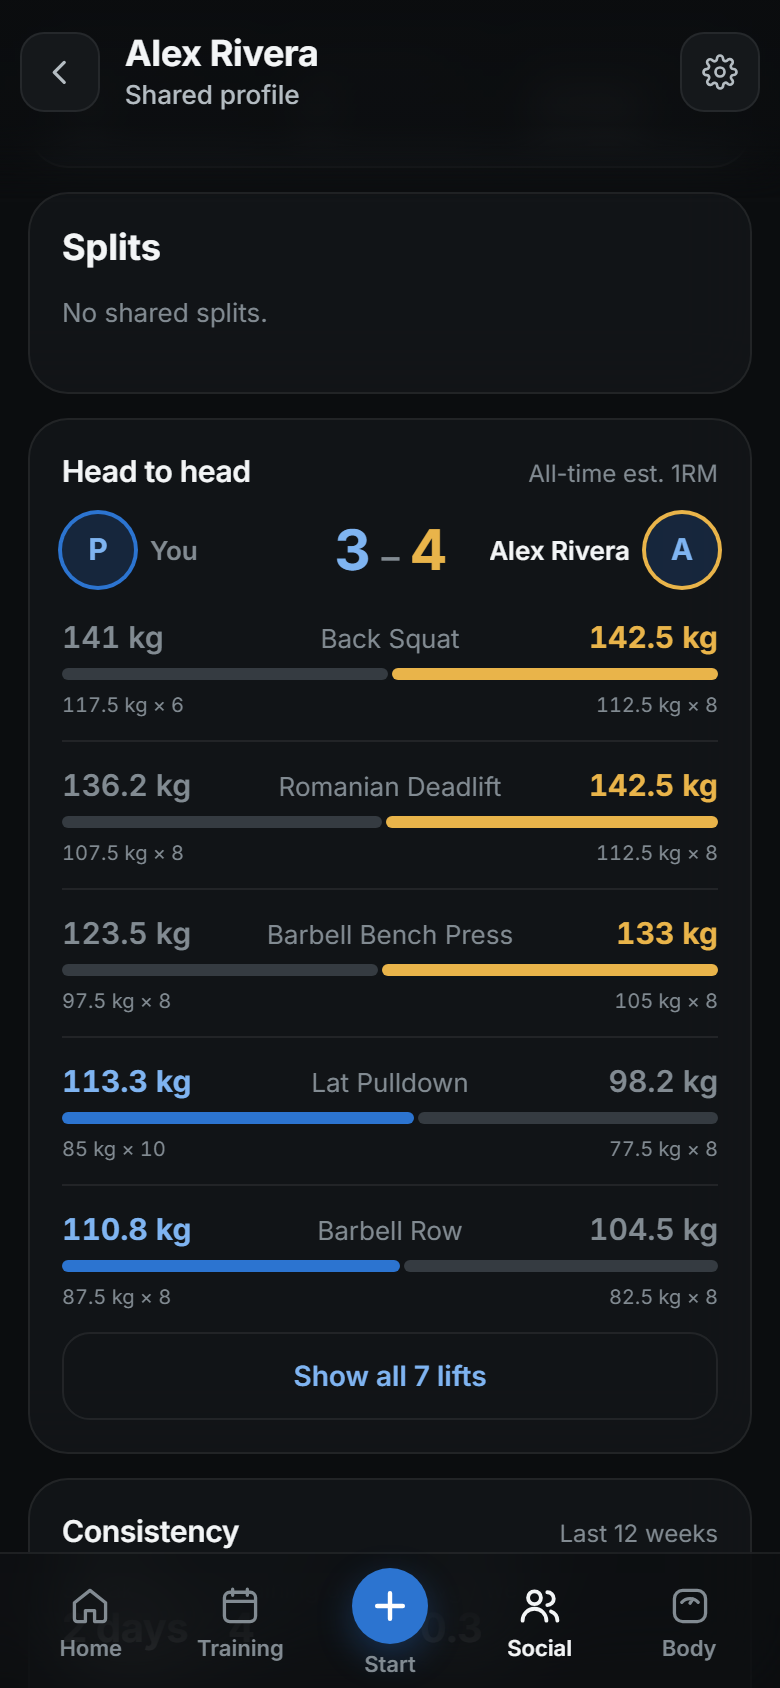 Alex Rivera
Shared profile
Splits
No shared splits.
Head to head All-time est. 1RM
P You 3 – 4 Alex Rivera A
141 kg Back Squat 142.5 kg
117.5 kg × 6 112.5 kg × 8
136.2 kg Romanian Deadlift 142.5 kg
107.5 kg × 8 112.5 kg × 8
123.5 kg Barbell Bench Press 133 kg
97.5 kg × 8 105 kg × 8
113.3 kg Lat Pulldown 98.2 kg
85 kg × 10 77.5 kg × 8
110.8 kg Barbell Row 104.5 kg
87.5 kg × 8 82.5 kg × 8
Show all 7 lifts
Consistency Last 12 weeks
2 days 4
Home Training Start Social Body